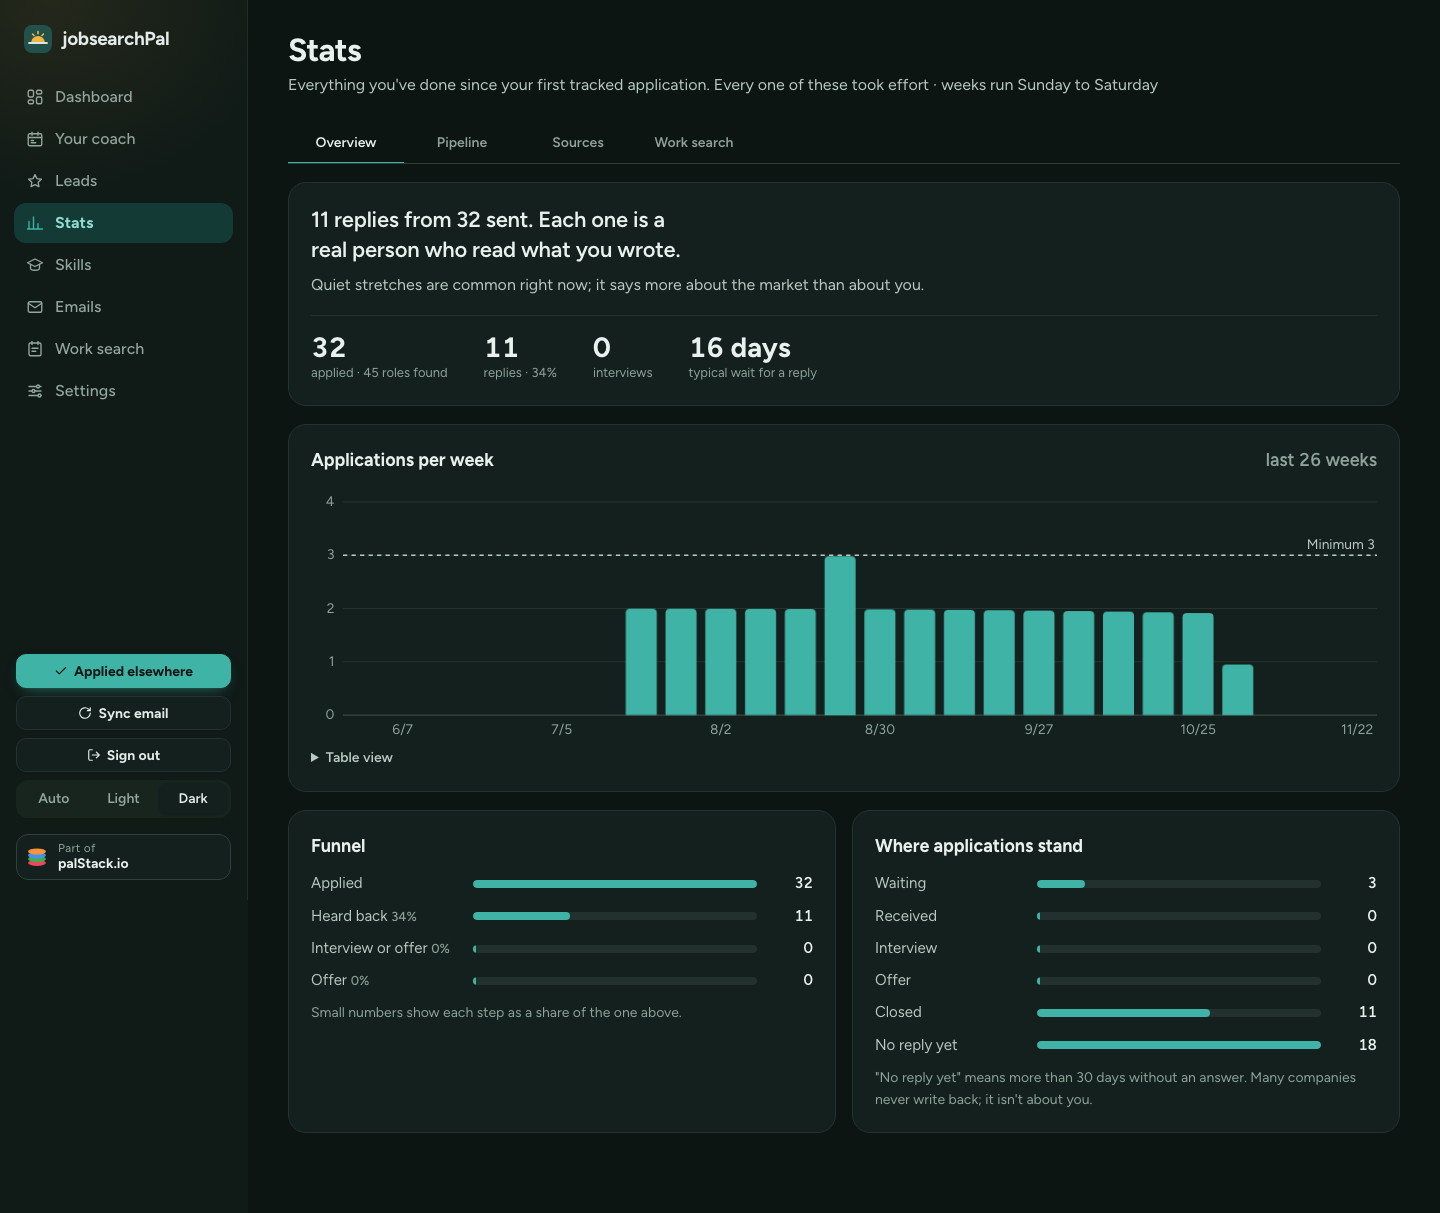 jobsearchPal
Dashboard
Your coach
Leads
Stats
Skills
Emails
Work search
Settings
Applied elsewhere
Sync email
Sign out
Auto Light Dark
Part of
palStack.io
Stats
Everything you've done since your first tracked application. Every one of these took effort · weeks run Sunday to Saturday
Overview Pipeline Sources Work search
11 replies from 32 sent. Each one is a
real person who read what you wrote.
Quiet stretches are common right now; it says more about the market than about you.
32 11 0 16 days
applied · 45 roles found replies · 34% interviews typical wait for a reply
Applications per week last 26 weeks
4
Minimum 3
3
2
1
0
6/7 7/5 8/2 8/30 9/27 10/25 11/22
Table view
Funnel
Applied 32
Heard back 34% 11
Interview or offer 0% 0
Offer 0% 0
Small numbers show each step as a share of the one above.
Where applications stand
Waiting 3
Received 0
Interview 0
Offer 0
Closed 11
No reply yet 18
"No reply yet" means more than 30 days without an answer. Many companies
never write back; it isn't about you.